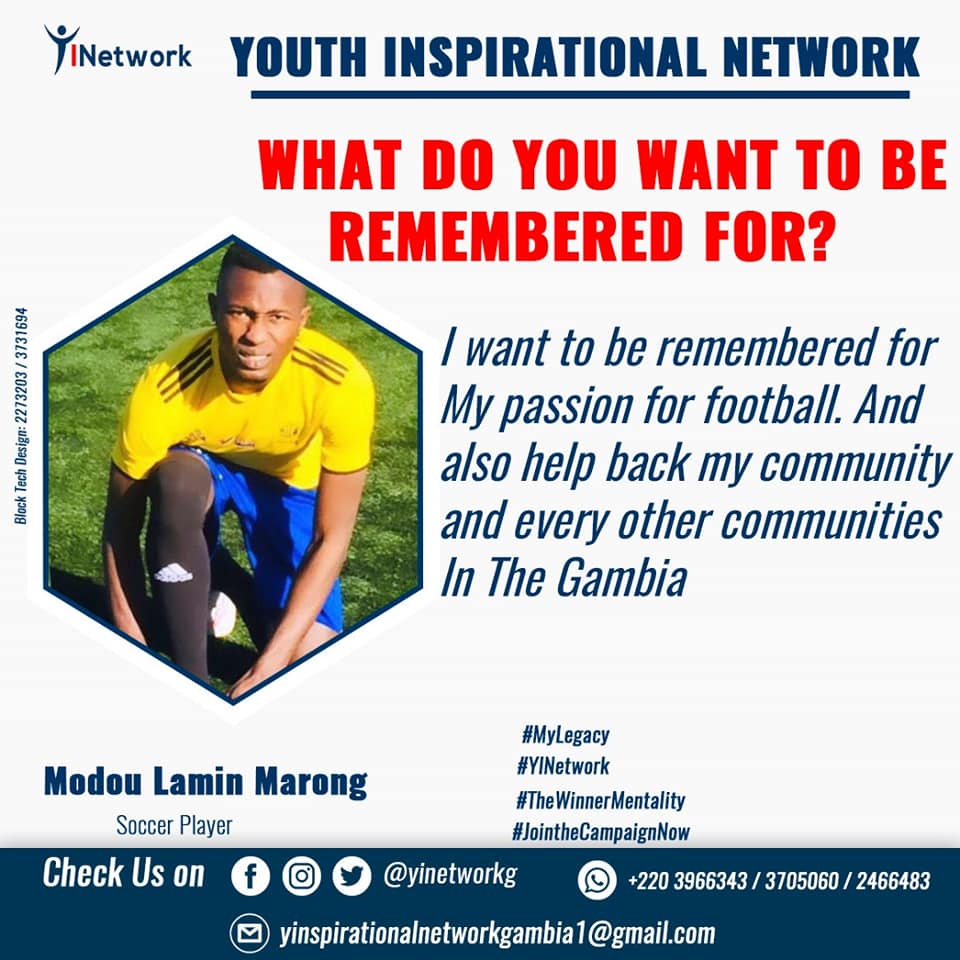 YINetwork
YOUTH INSPIRATIONAL NETWORK
WHAT DO YOU WANT TO BE
REMEMBERED FOR?
I want to be remembered for
My passion for football. And
also help back my community
and every other communities
In The Gambia
Block Tech Design: 2273203 / 3731694
Modou Lamin Marong
Soccer Player
#MyLegacy
#YINetwork
#TheWinnerMentality
#JointheCampaignNow
Check Us on @yinetworkg +220 3966343 / 3705060 / 2466483
yinspirationalnetworkgambia1@gmail.com